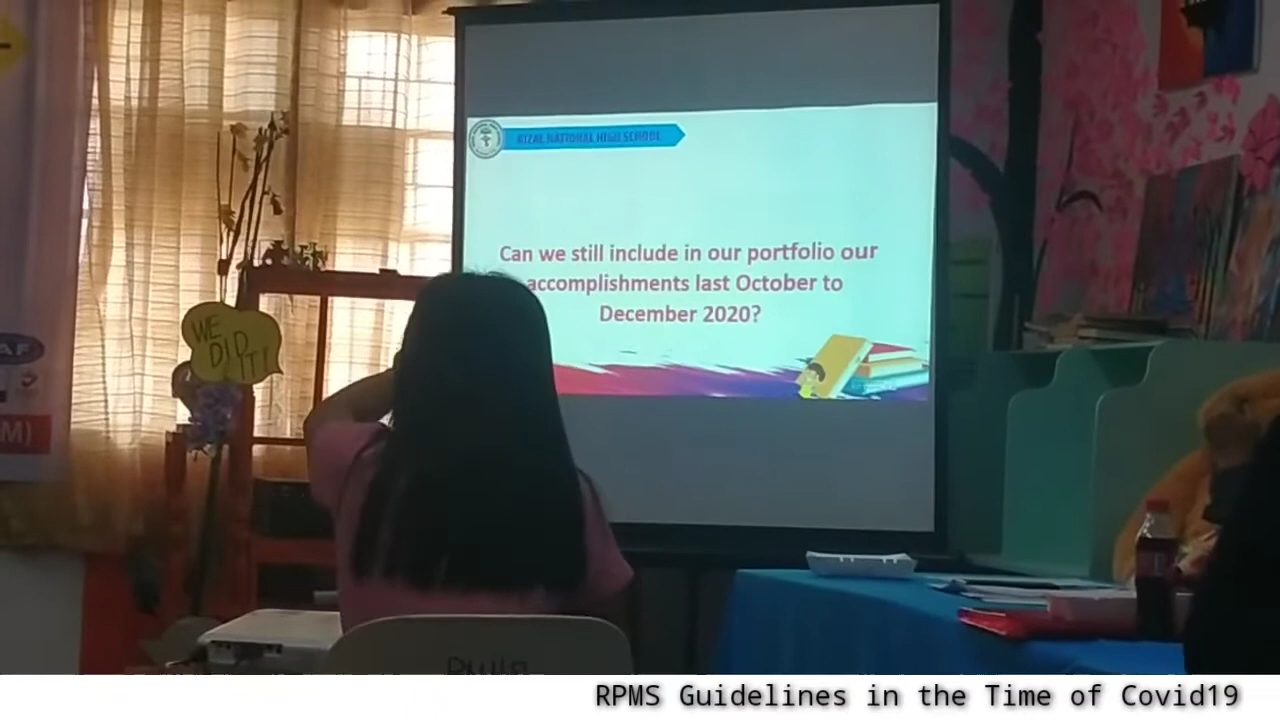 RIZAL NATIONAL HIGH SCHOOL
Can we still include in our portfolio our
accomplishments last October to
December 2020?
WE
DID
IT!
AF
M)
RPMS Guidelines in the Time of Covid19